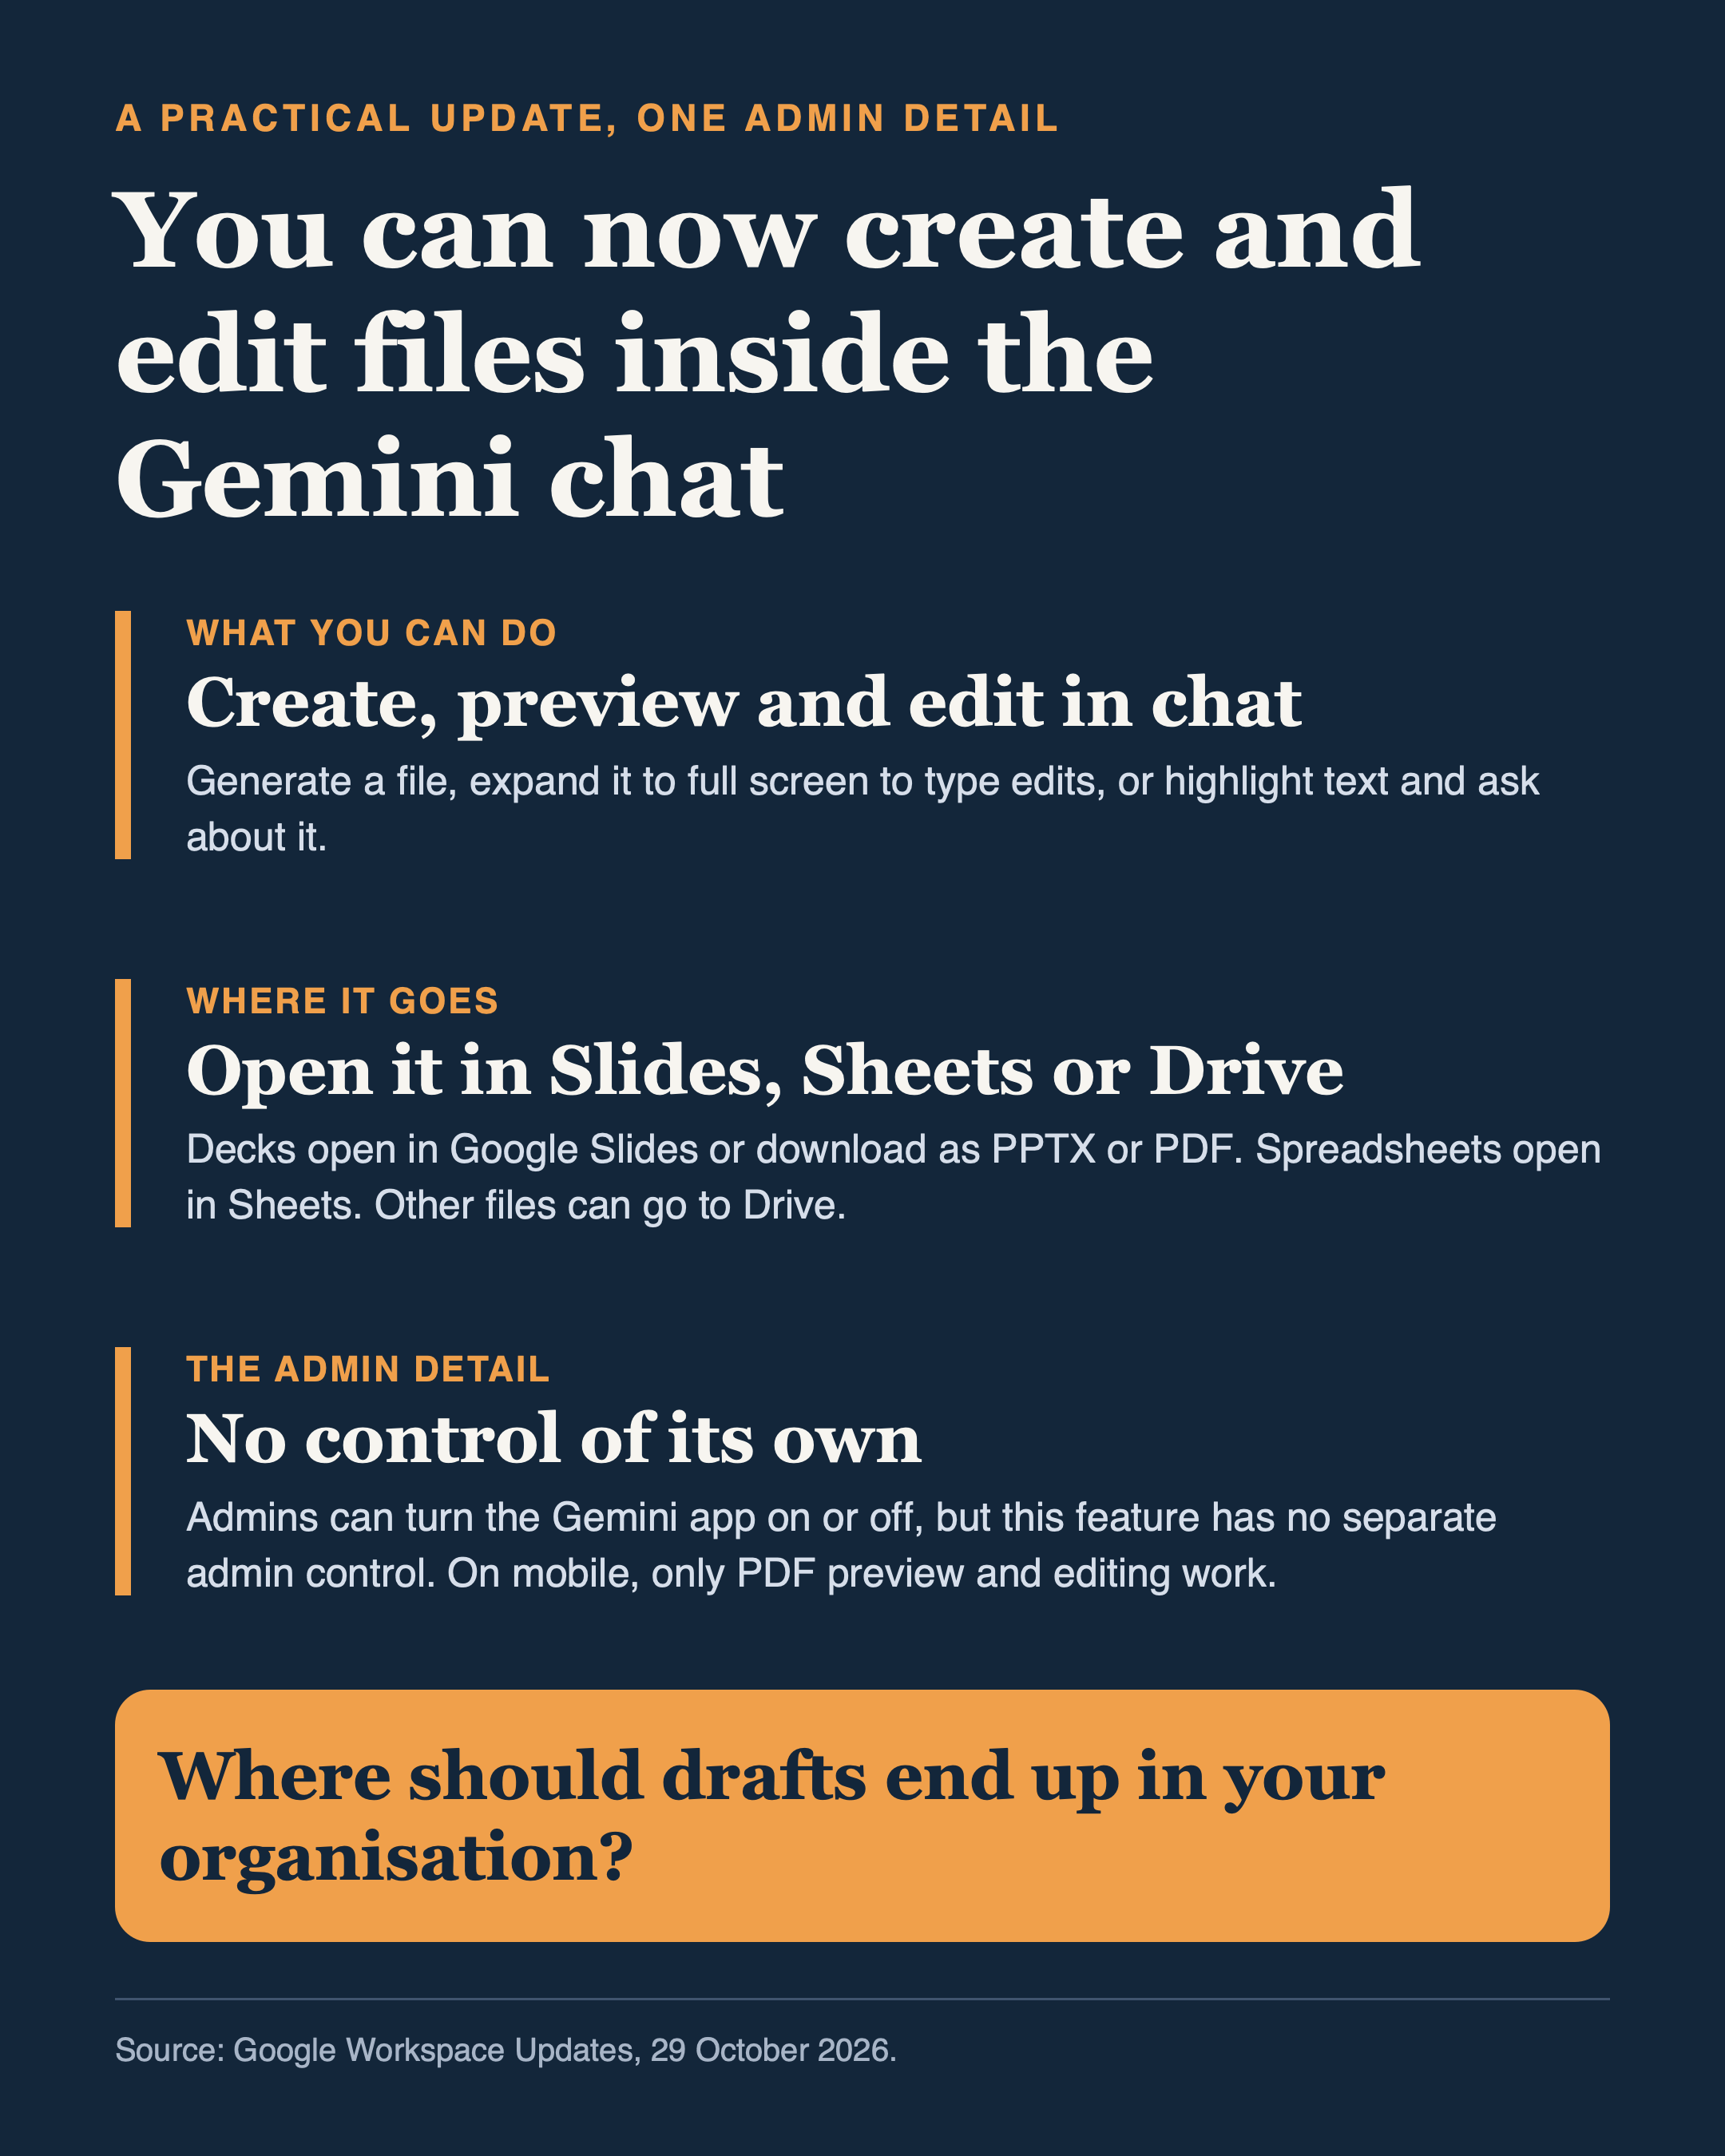 A PRACTICAL UPDATE, ONE ADMIN DETAIL
You can now create and
edit files inside the
Gemini chat
WHAT YOU CAN DO
Create, preview and edit in chat
Generate a file, expand it to full screen to type edits, or highlight text and ask
about it.
WHERE IT GOES
Open it in Slides, Sheets or Drive
Decks open in Google Slides or download as PPTX or PDF. Spreadsheets open
in Sheets. Other files can go to Drive.
THE ADMIN DETAIL
No control of its own
Admins can turn the Gemini app on or off, but this feature has no separate
admin control. On mobile, only PDF preview and editing work.
Where should drafts end up in your
organisation?
Source: Google Workspace Updates, 29 October 2026.